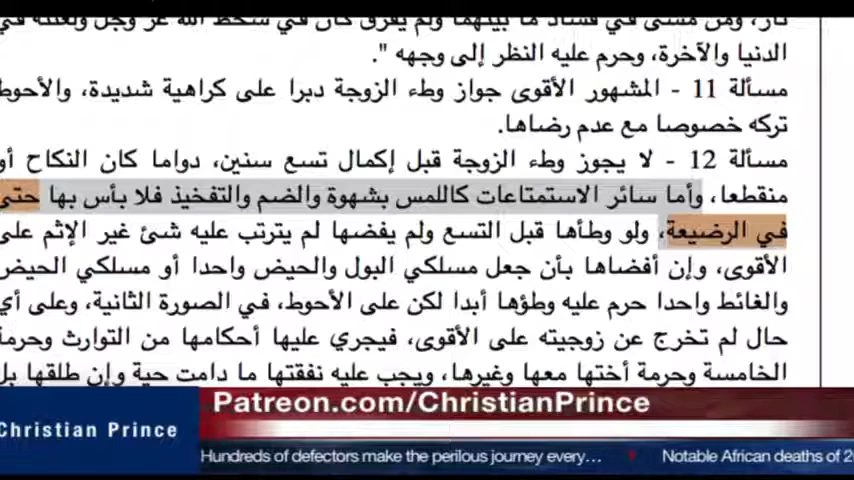 نار، ومن مشى في فساد ما بينهما ولم يفرق كان في سخط الله عز وجل ولعنته في
الدنيا والآخرة، وحرم عليه النظر إلى وجهه ".
مسألة 11 - المشهور الأقوى جواز وطء الزوجة دبرا على كراهية شديدة، والأحوط
تركه خصوصا مع عدم رضاها.
مسألة 12 - لا يجوز وطء الزوجة قبل إكمال تسع سنين، دواما كان النكاح أو
منقطعا، وأما سائر الاستمتاعات كاللمس بشهوة والضم والتفخيذ فلا بأس بها حتى
في الرضيعة، ولو وطأها قبل التسع ولم يفضها لم يترتب عليه شئ غير الإثم على
الأقوى، وإن أفضاها بأن جعل مسلكي البول والحيض واحدا أو مسلكي الحيض
والغائط واحدا حرم عليه وطؤها أبدا لكن على الأحوط، في الصورة الثانية، وعلى أي
حال لم تخرج عن زوجيته على الأقوى، فيجري عليها أحكامها من التوارث وحرمة
الخامسة وحرمة أختها معها وغيرها، ويجب عليه نفقتها ما دامت حية وإن طلقها بل
Patreon.com/ChristianPrince
Christian Prince
Hundreds of defectors make the perilous journey every…
Notable African deaths of 2